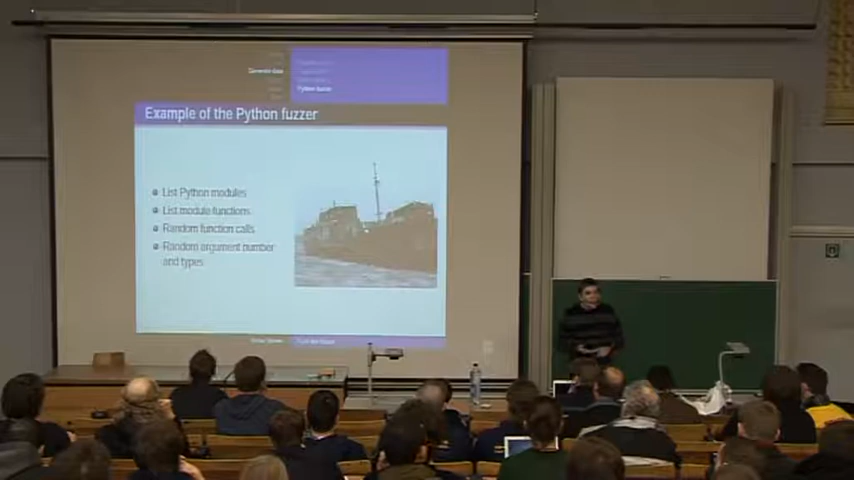 Generate data
Python fuzzer
Example of the Python fuzzer
List Python modules
List module functions
Random function calls
Random argument number
and types